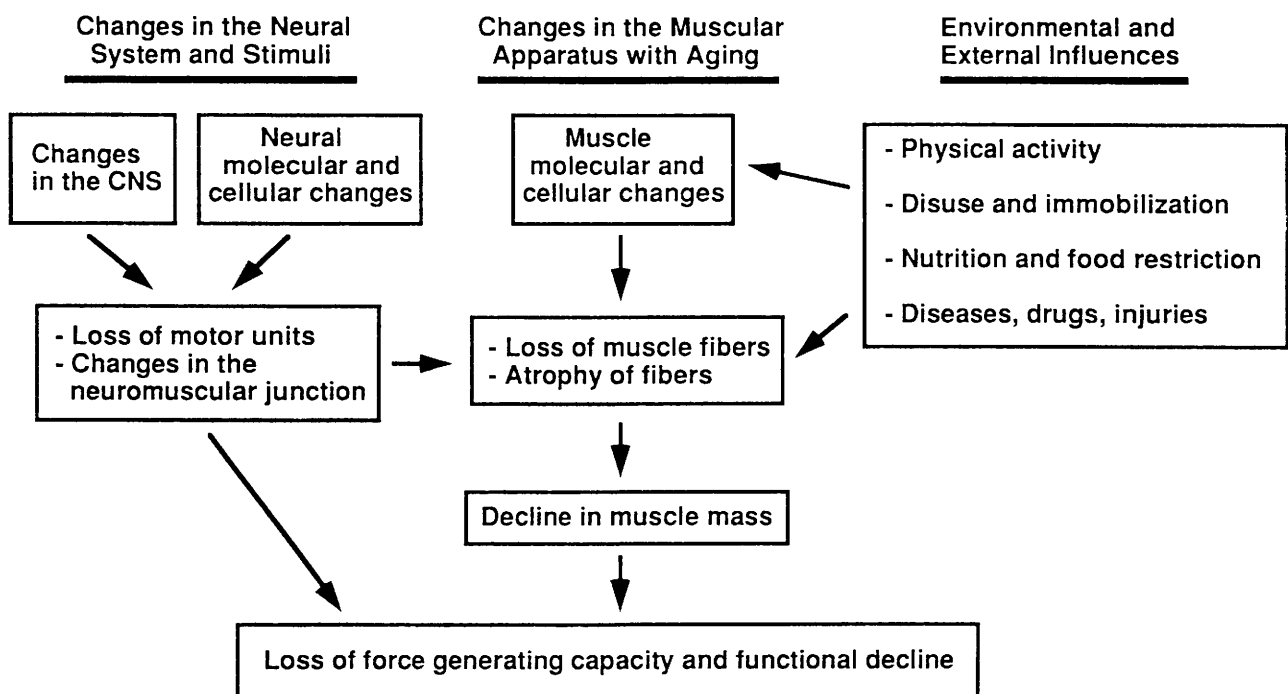 Changes in the Neural
System and Stimuli
Changes in the Muscular
Apparatus with Aging
Environmental and
External Influences
Changes
in the CNS
Neural
molecular and
cellular changes
Muscle
molecular and
cellular changes
- Physical activity
- Disuse and immobilization
- Nutrition and food restriction
- Diseases, drugs, injuries
- Loss of motor units
- Changes in the
neuromuscular junction
- Loss of muscle fibers
- Atrophy of fibers
Decline in muscle mass
Loss of force generating capacity and functional decline